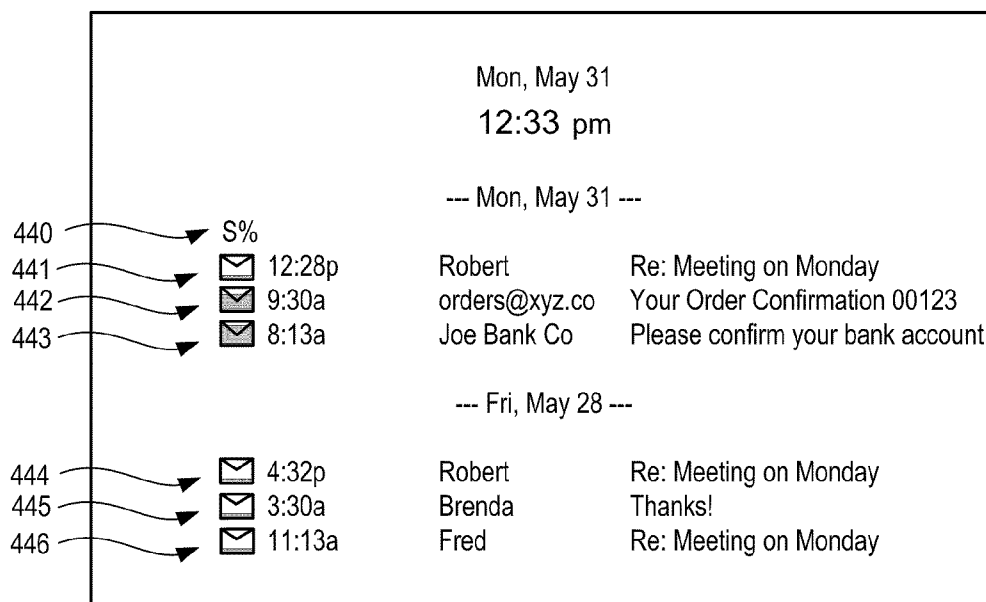 Mon, May 31
12:33 pm
--- Mon, May 31 ---
440 S%
441 12:28p Robert Re: Meeting on Monday
442 9:30a orders@xyz.co Your Order Confirmation 00123
443 8:13a Joe Bank Co Please confirm your bank account
--- Fri, May 28 ---
444 4:32p Robert Re: Meeting on Monday
445 3:30a Brenda Thanks!
446 11:13a Fred Re: Meeting on Monday